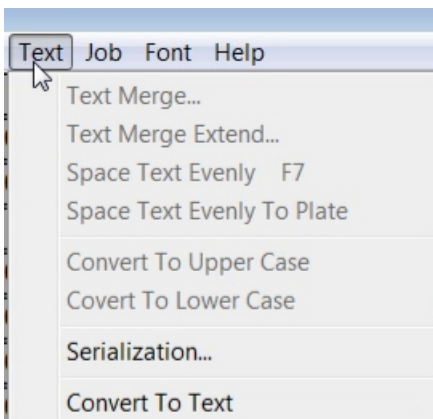 Text Job Font Help
Text Merge...
Text Merge Extend...
Space Text Evenly F7
Space Text Evenly To Plate
Convert To Upper Case
Covert To Lower Case
Serialization...
Convert To Text